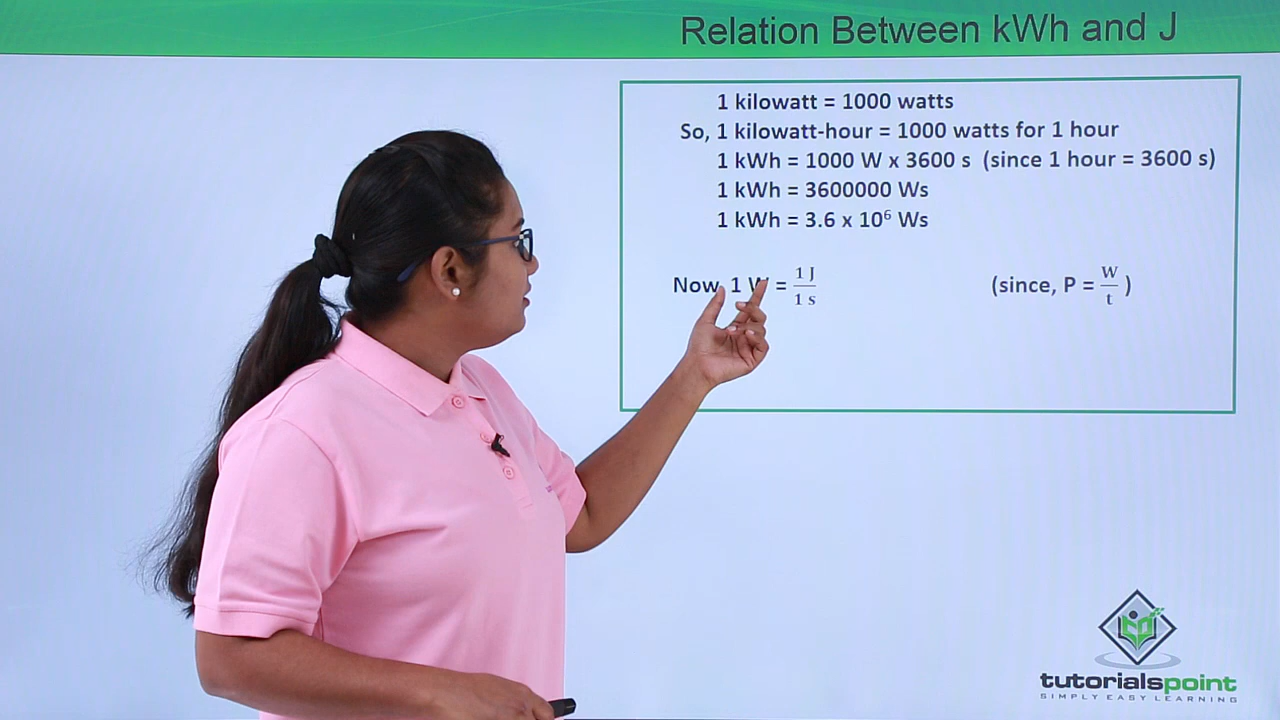 Relation Between kWh and J
1 kilowatt = 1000 watts
So, 1 kilowatt-hour = 1000 watts for 1 hour
1 kWh = 1000 W x 3600 s (since 1 hour = 3600 s)
1 kWh = 3600000 Ws
1 kWh = 3.6 x 10⁶ Ws
Now, 1 W = 1 J / 1 s (since, P = W / t )
tutorialspoint
SIMPLY EASY LEARNING